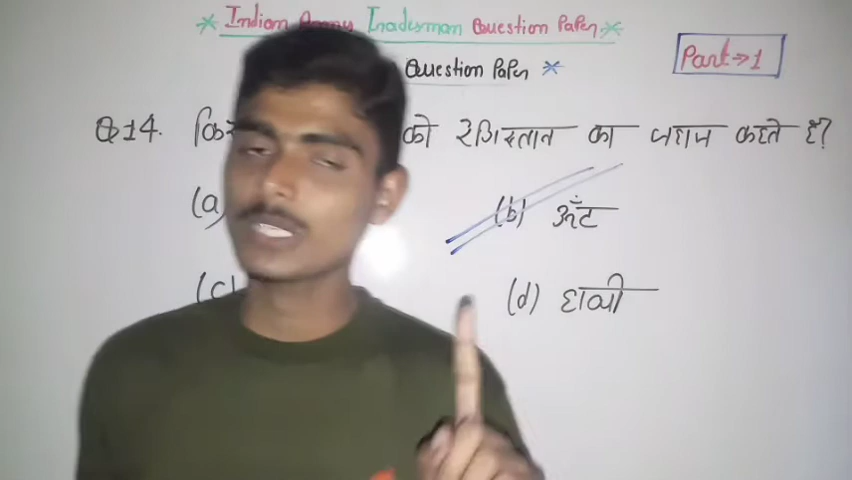 Indian Army Tradesman Question Paper
Question Paper
Part→1
Q14. को रेगिस्तान का जहाज कहते हैं?
(a)
(b) ऊँट
(c)
(d) हाथी